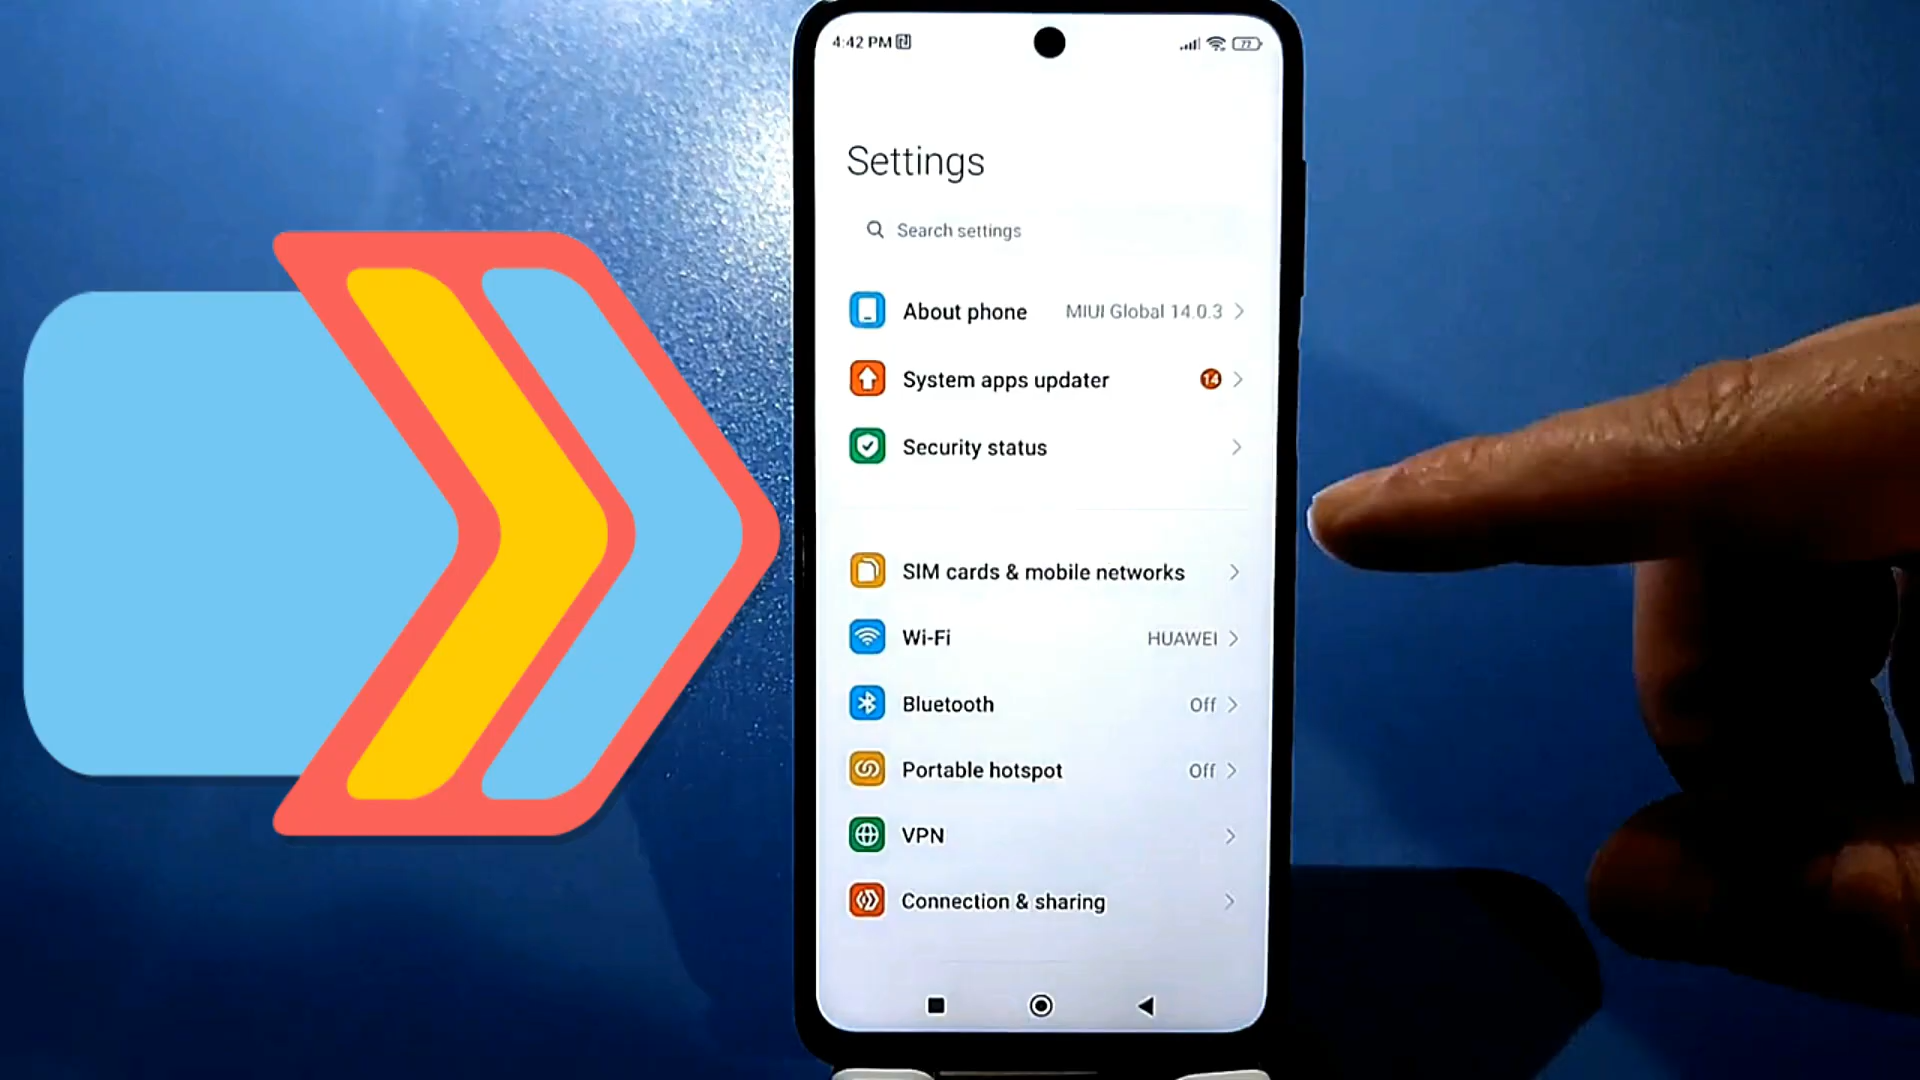 4:42 PM
77
Settings
Search settings
About phone MIUI Global 14.0.3
System apps updater 14
Security status
SIM cards & mobile networks
Wi-Fi HUAWEI
Bluetooth Off
Portable hotspot Off
VPN
Connection & sharing